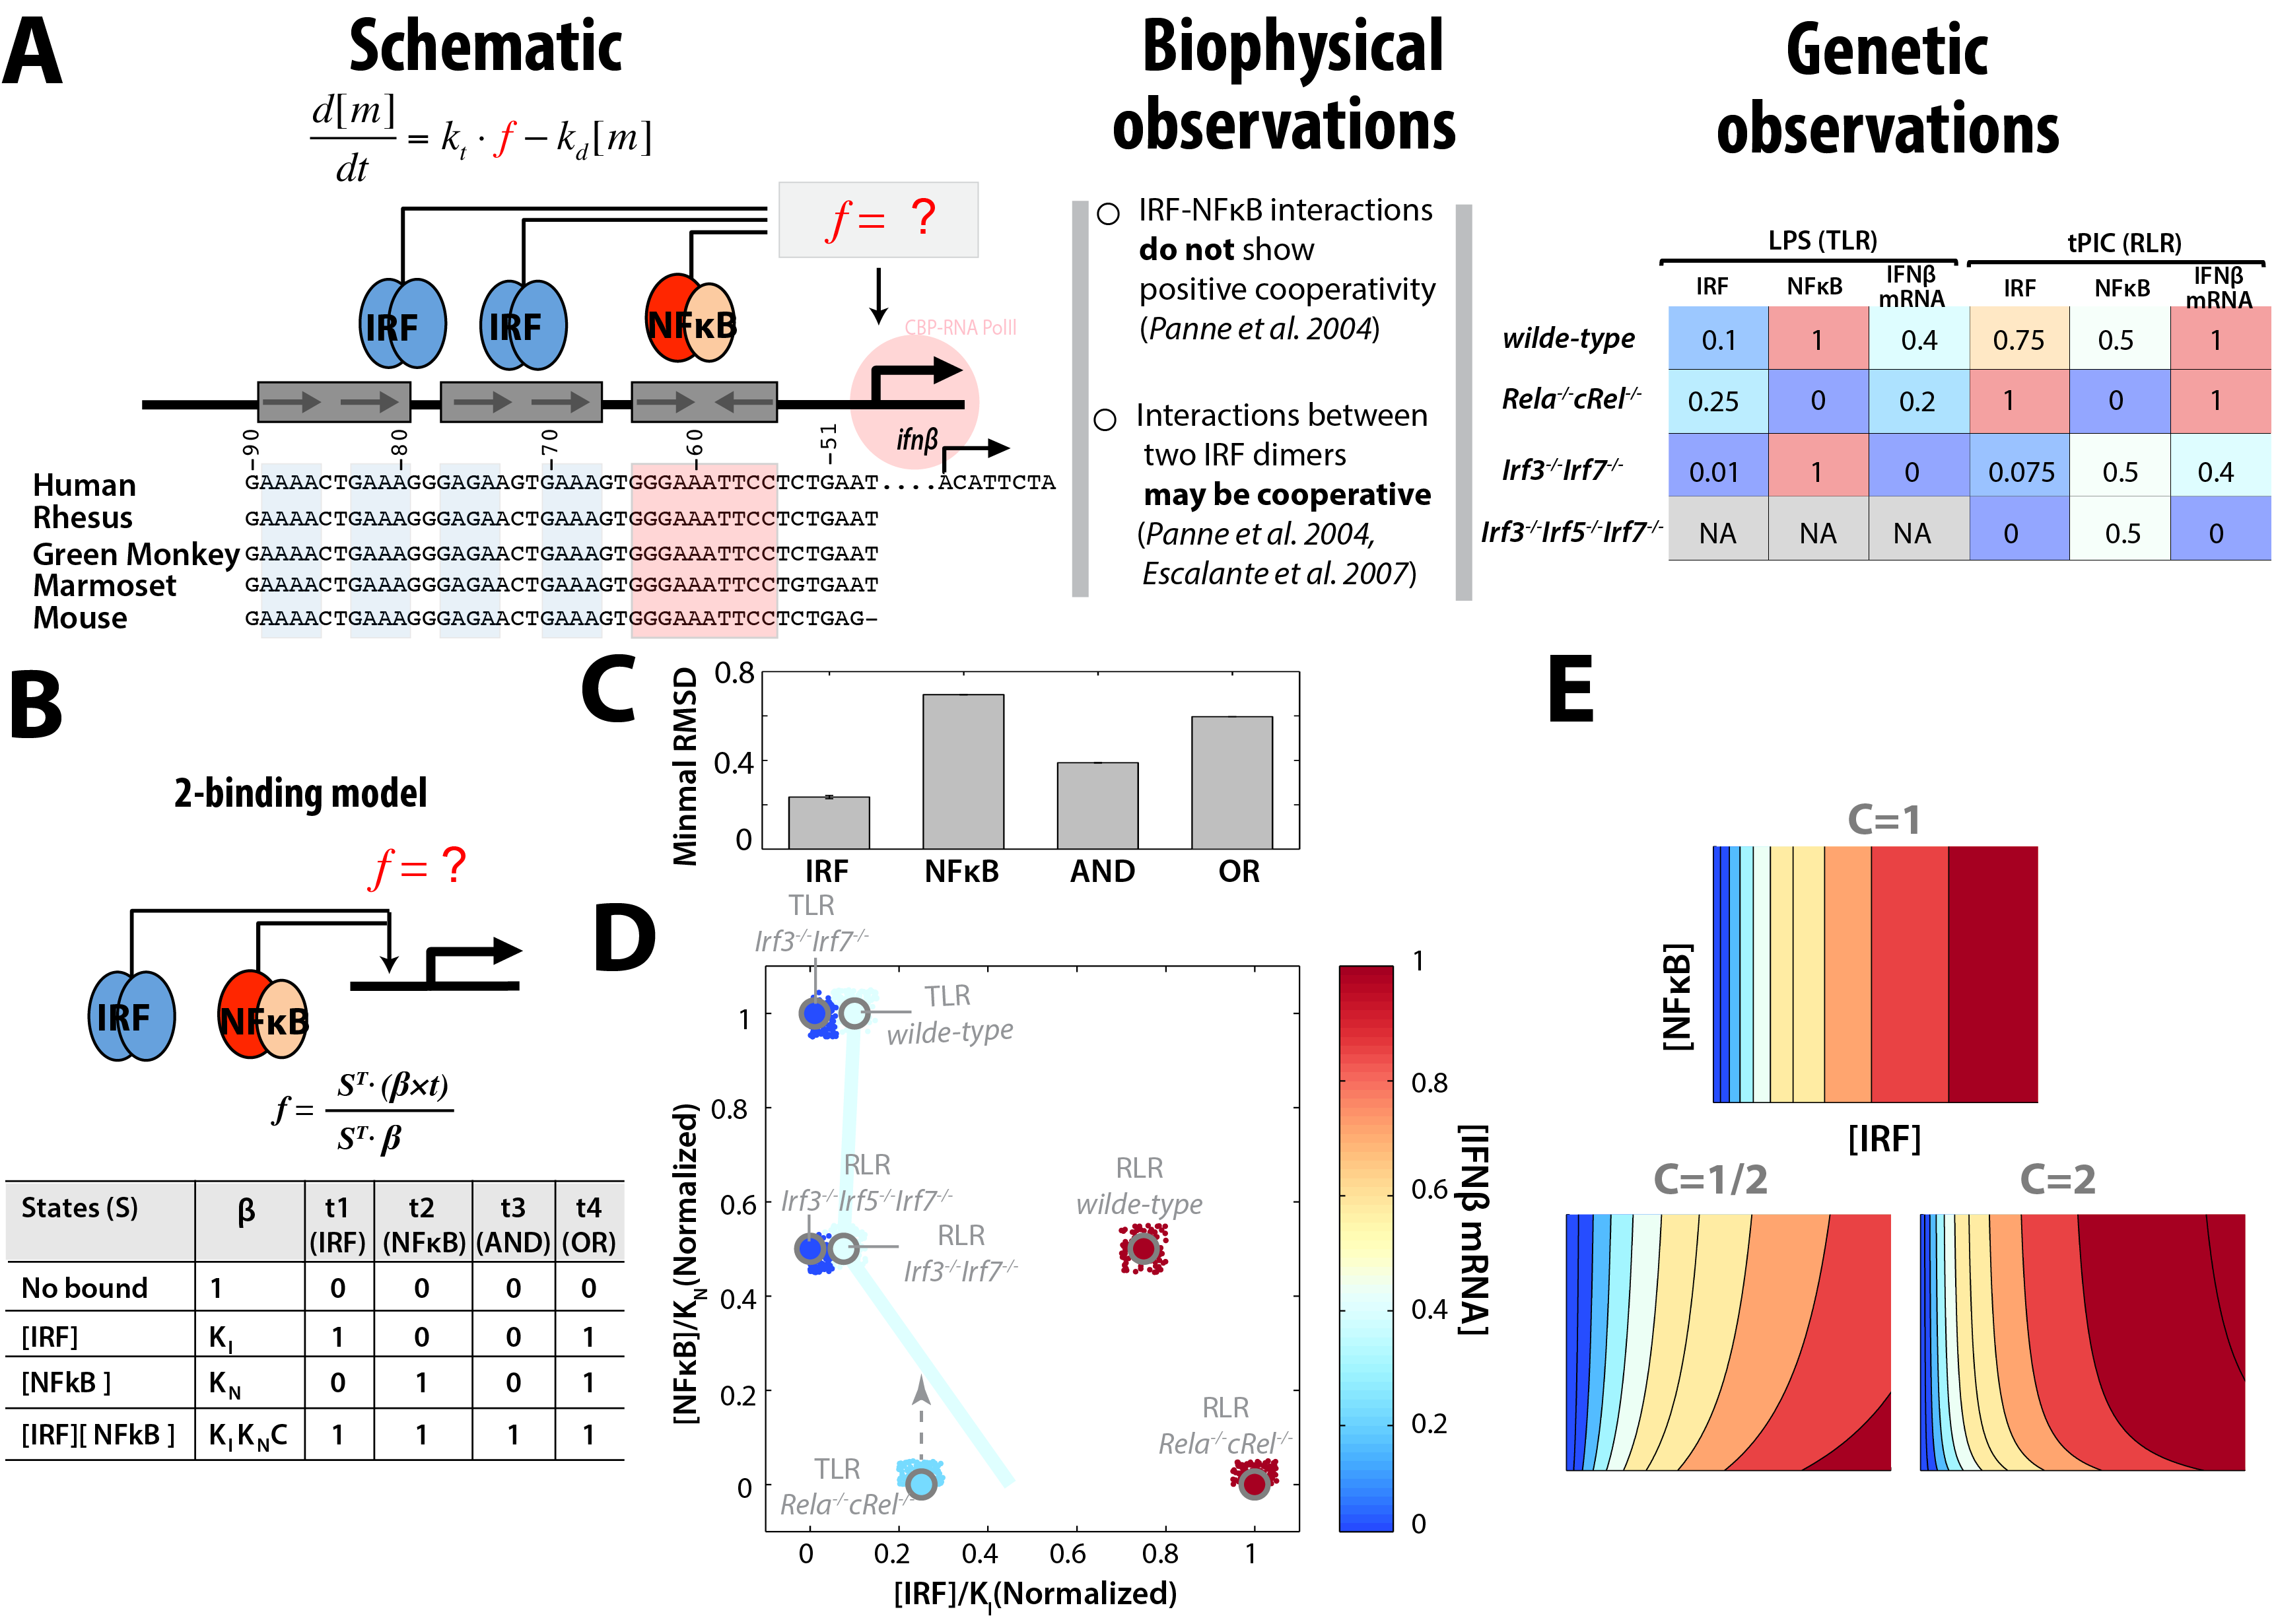 A
Schematic
d[m]/dt = k_t · f − k_d[m]
f = ?
IRF
IRF
NFκB
CBP-RNA PolII
ifnβ
−90
−80
−70
−60
−51
Human GAAAACTGAAAGGGAGAAGTGAAAGTGGGAAATTCCTCTGAAT....ACATTCTA
Rhesus GAAAACTGAAAGGGAGAACTGAAAGTGGGAAATTCCTCTGAAT
Green Monkey GAAAACTGAAAGGGAGAACTGAAAGTGGGAAATTCCTCTGAAT
Marmoset GAAAACTGAAAGGGAGAACTGAAAGTGGGAAATTCCTGTGAAT
Mouse GAAAACTGAAAGGGAGAACTGAAAGTGGGAAATTCCTCTGAG−
Biophysical
observations
IRF-NFκB interactions
do not show
positive cooperativity
(Panne et al. 2004)
Interactions between
two IRF dimers
may be cooperative
(Panne et al. 2004,
Escalante et al. 2007)
Genetic
observations
LPS (TLR) tPIC (RLR)
IRF NFκB IFNβ mRNA IRF NFκB IFNβ mRNA
wilde-type 0.1 1 0.4 0.75 0.5 1
Rela-/-cRel-/- 0.25 0 0.2 1 0 1
Irf3-/-Irf7-/- 0.01 1 0 0.075 0.5 0.4
Irf3-/-Irf5-/-Irf7-/- NA NA NA 0 0.5 0
B
2-binding model
f = ?
IRF
NFκB
f = S^T·(β×t) / S^T·β
States (S) β t1 (IRF) t2 (NFκB) t3 (AND) t4 (OR)
No bound 1 0 0 0 0
[IRF] K_I 1 0 0 1
[NFkB ] K_N 0 1 0 1
[IRF][ NFkB ] K_I K_N C 1 1 1 1
C
Minmal RMSD
0.8
0.4
0
IRF NFκB AND OR
D
TLR
Irf3-/-Irf7-/-
TLR
wilde-type
RLR
Irf3-/-Irf5-/-Irf7-/-
RLR
Irf3-/-Irf7-/-
RLR
wilde-type
RLR
Rela-/-cRel-/-
TLR
Rela-/-cRel-/-
[NFκB]/K_N(Normalized)
1
0.8
0.6
0.4
0.2
0
0 0.2 0.4 0.6 0.8 1
[IRF]/K_I(Normalized)
1
0.8
0.6
0.4
0.2
0
[IFNβ mRNA]
E
C=1
[NFκB]
[IRF]
C=1/2
C=2